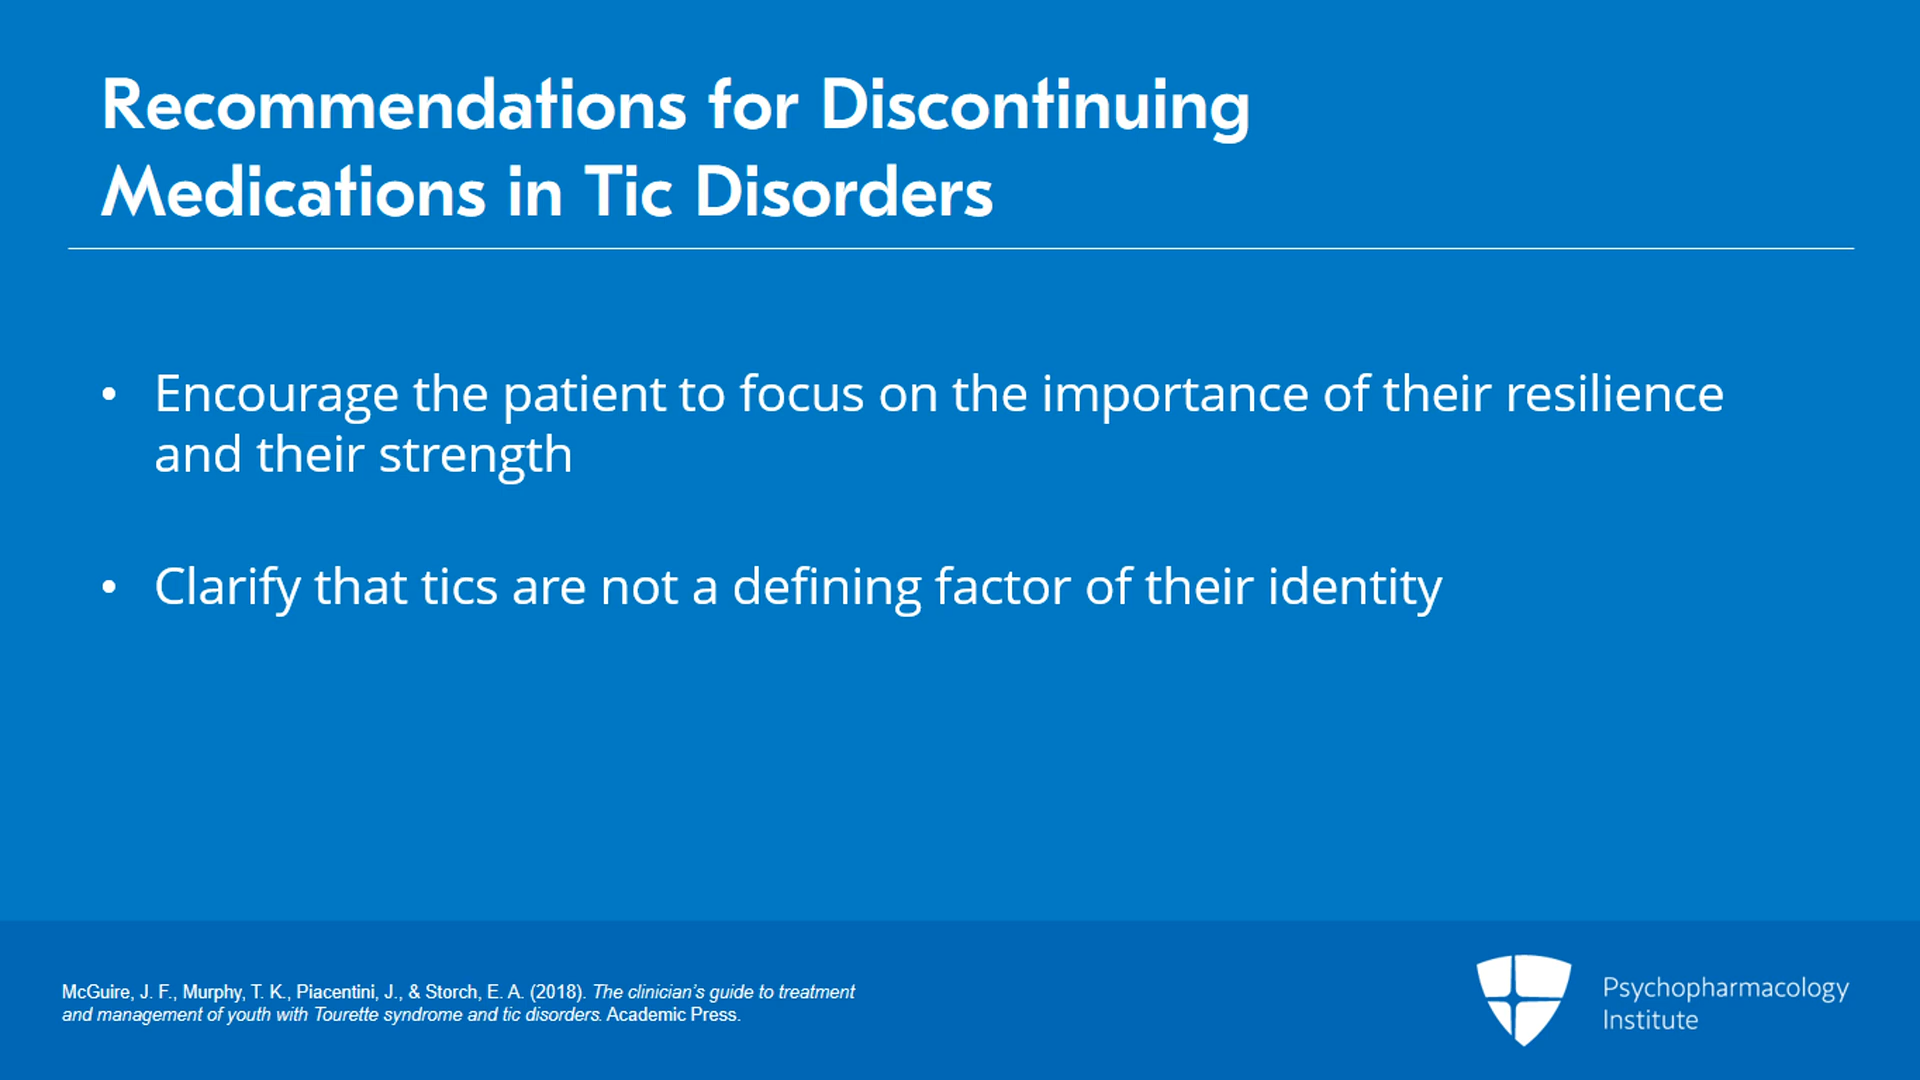 Recommendations for Discontinuing
Medications in Tic Disorders
• Encourage the patient to focus on the importance of their resilience
and their strength
• Clarify that tics are not a defining factor of their identity
McGuire, J. F., Murphy, T. K., Piacentini, J., & Storch, E. A. (2018). The clinician's guide to treatment
and management of youth with Tourette syndrome and tic disorders. Academic Press.
Psychopharmacology
Institute